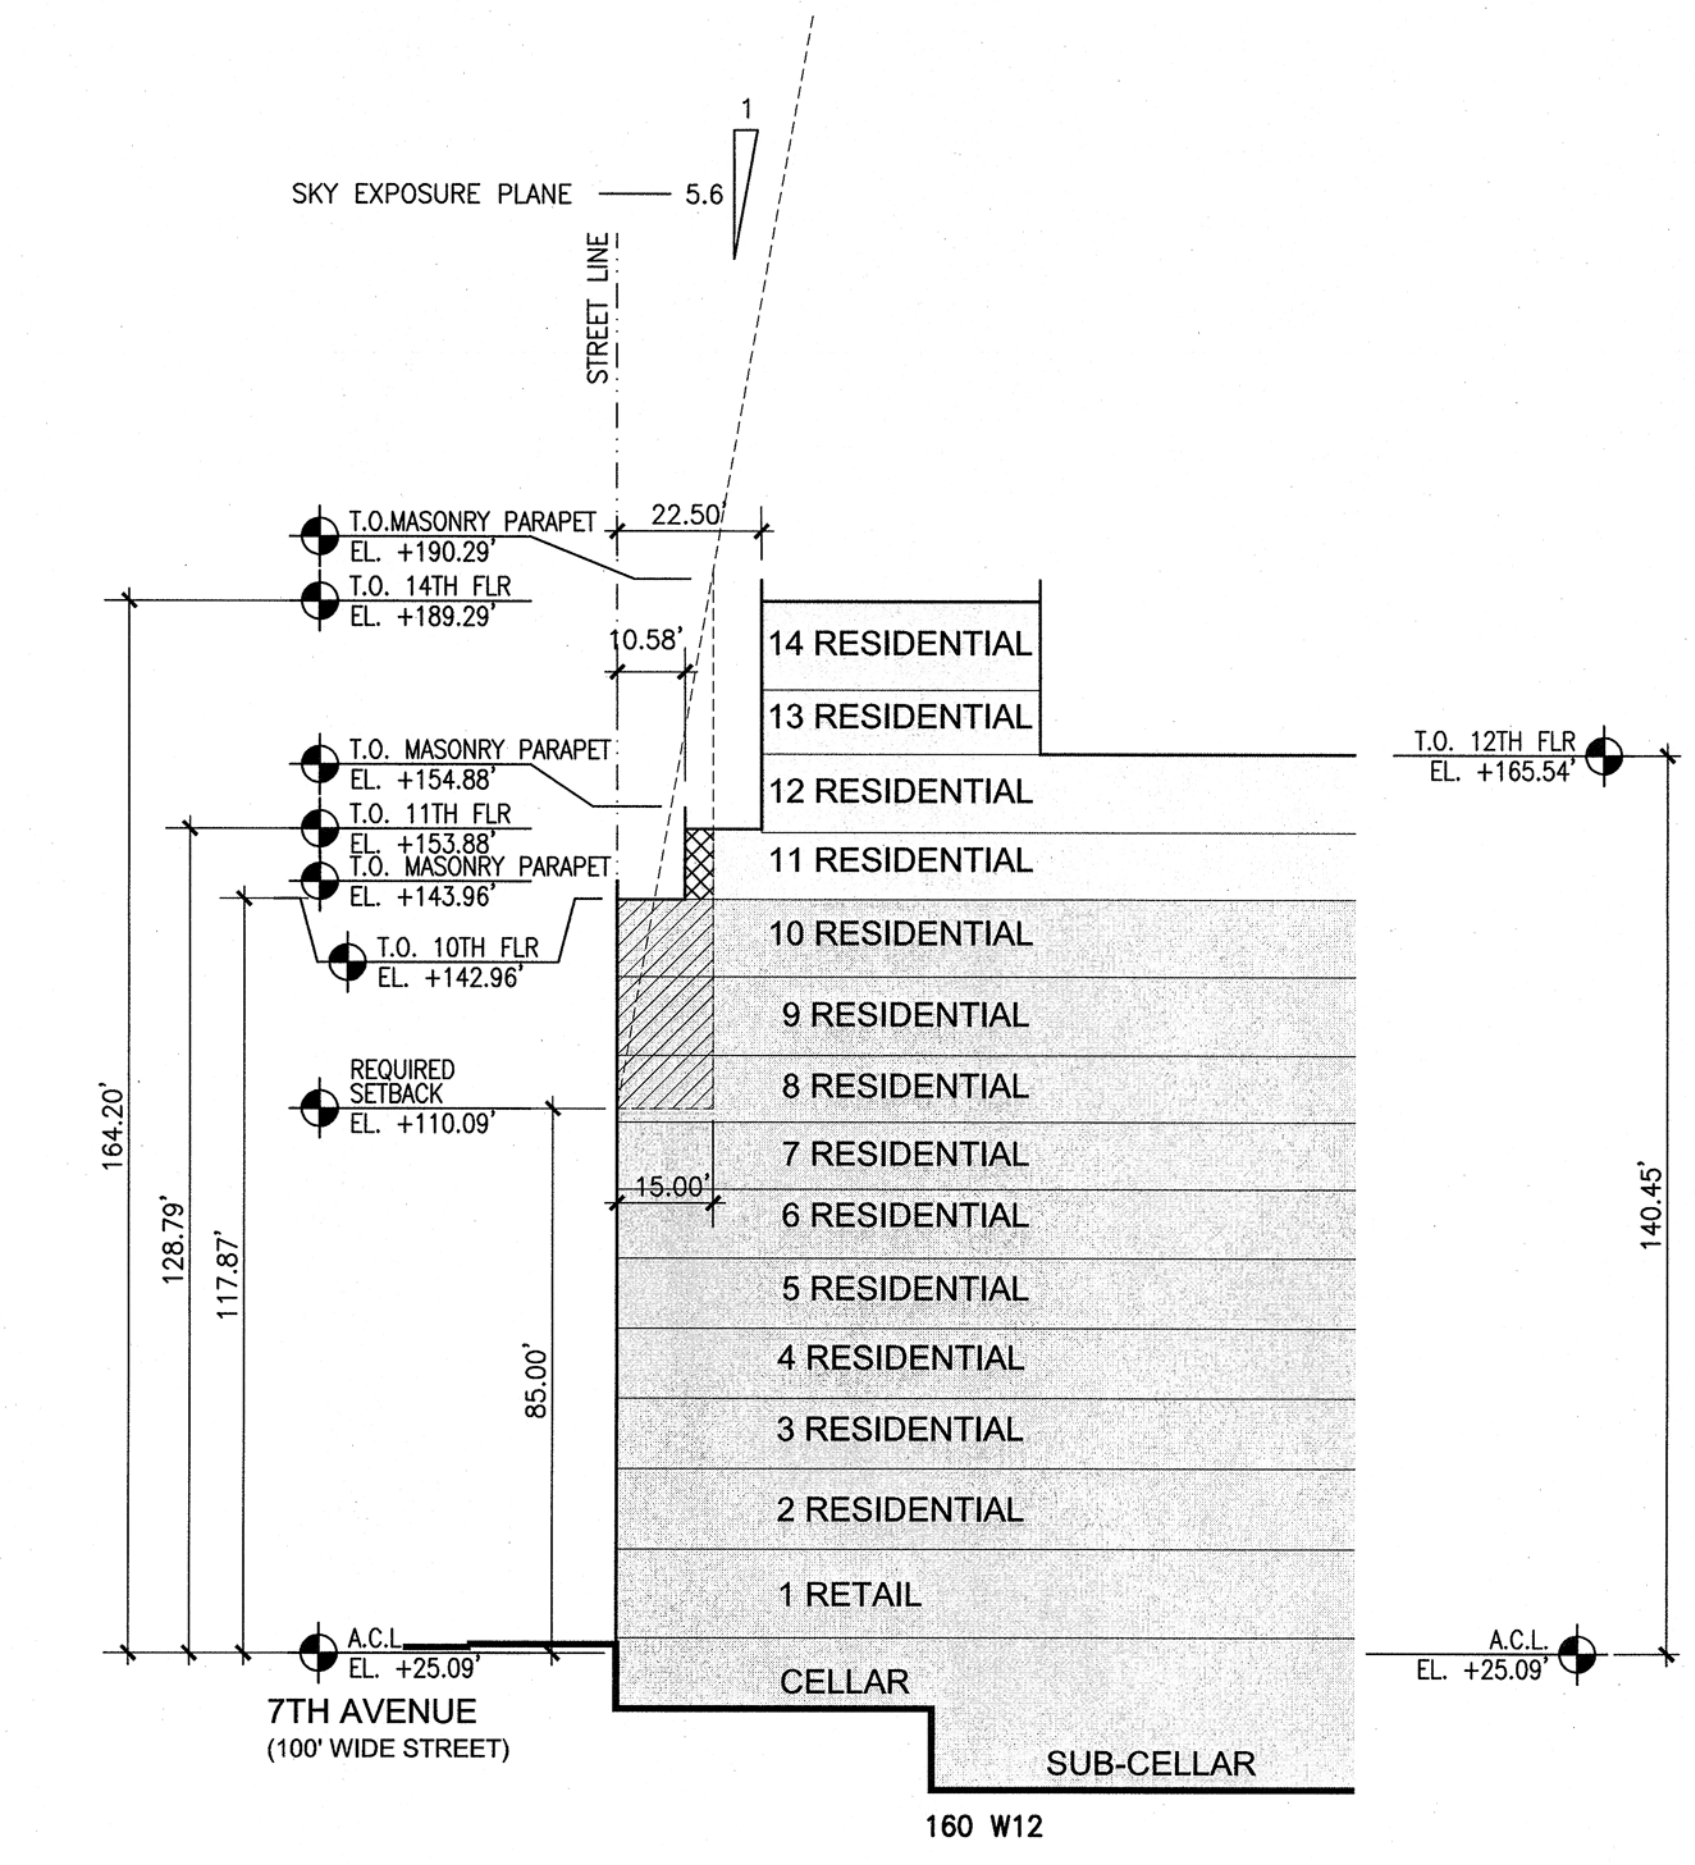 1
SKY EXPOSURE PLANE
5.6
STREET LINE
22.50'
T.O.MASONRY PARAPET
EL. +190.29'
T.O. 14TH FLR
EL. +189.29'
10.58'
14 RESIDENTIAL
13 RESIDENTIAL
T.O. MASONRY PARAPET
EL. +154.88'
T.O. 12TH FLR
EL. +165.54'
12 RESIDENTIAL
T.O. 11TH FLR
EL. +153.88'
T.O. MASONRY PARAPET
EL. +143.96'
11 RESIDENTIAL
T.O. 10TH FLR
EL. +142.96'
10 RESIDENTIAL
9 RESIDENTIAL
REQUIRED
SETBACK
EL. +110.09'
8 RESIDENTIAL
7 RESIDENTIAL
15.00'
6 RESIDENTIAL
164.20'
128.79'
117.87'
85.00'
140.45'
5 RESIDENTIAL
4 RESIDENTIAL
3 RESIDENTIAL
2 RESIDENTIAL
1 RETAIL
A.C.L.
EL. +25.09'
A.C.L.
EL. +25.09'
7TH AVENUE
(100' WIDE STREET)
CELLAR
SUB-CELLAR
160 W12